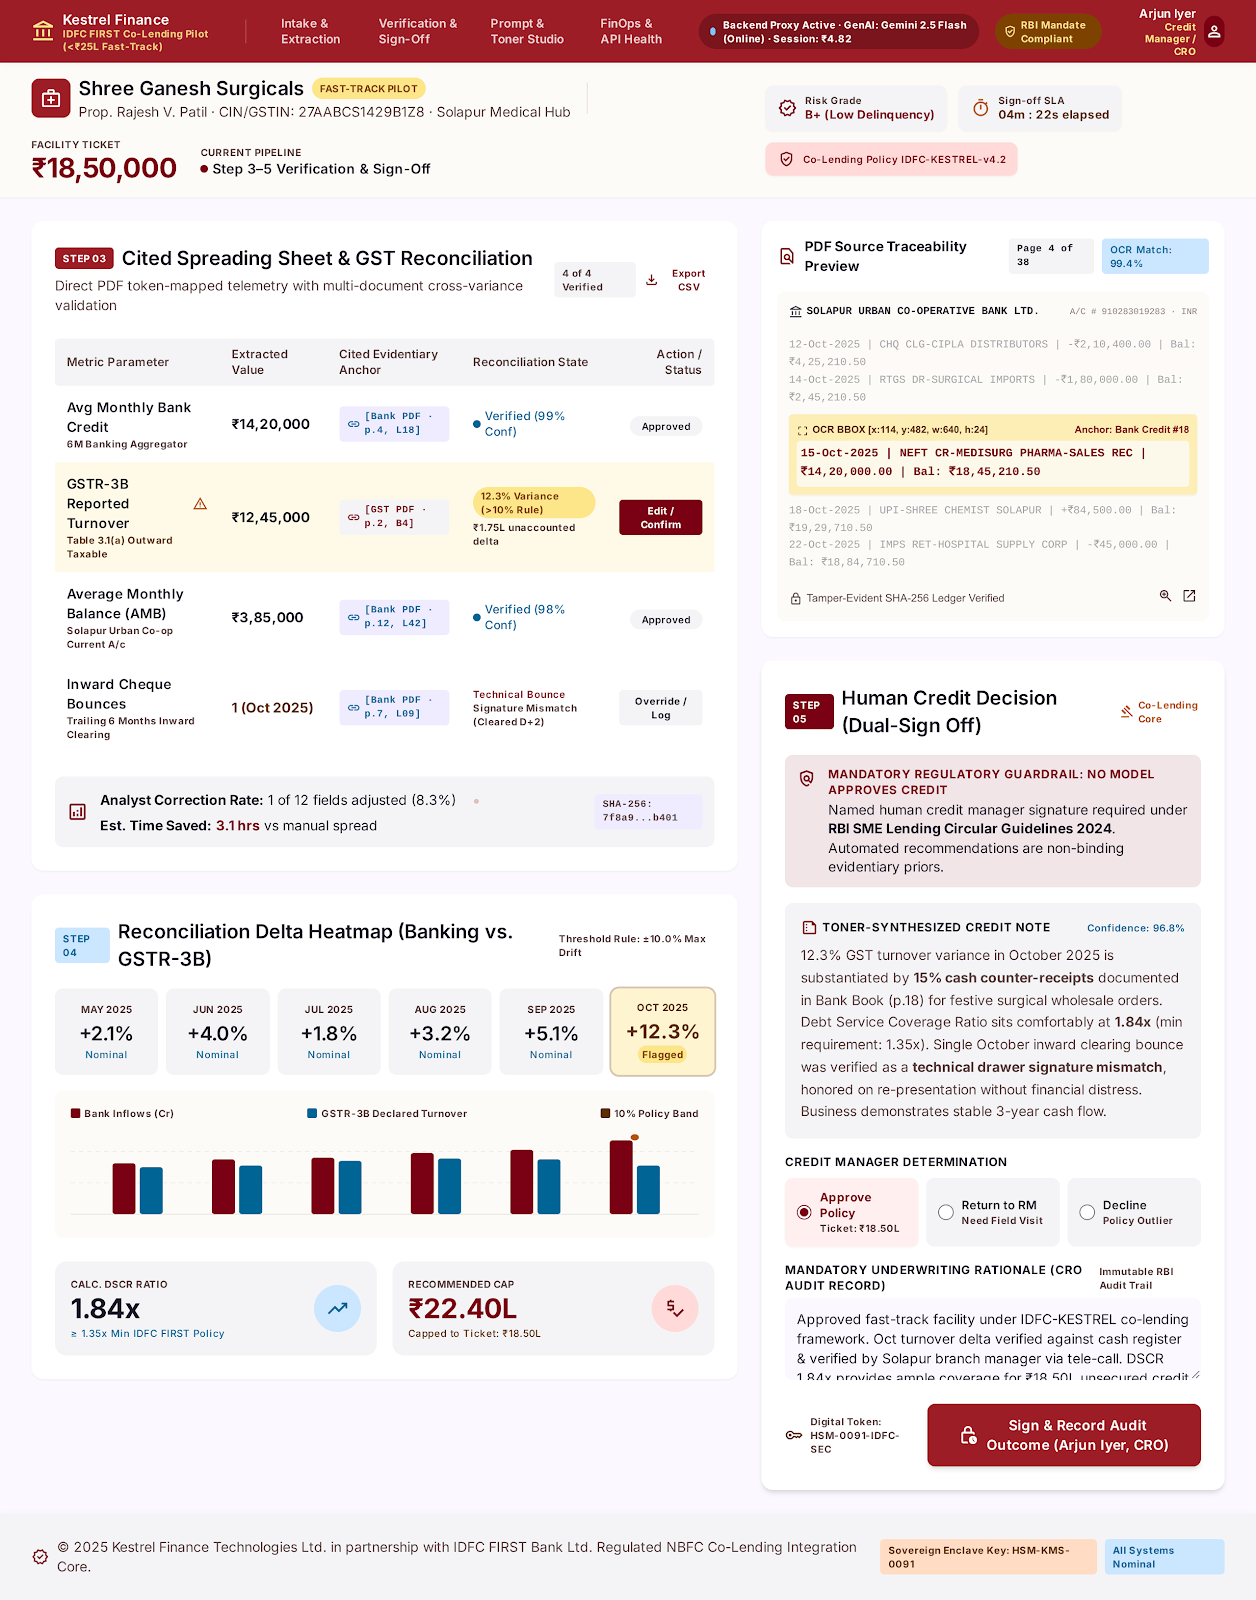 Kestrel Finance
IDFC FIRST Co-Lending Pilot
(<₹25L Fast-Track)
Intake &
Extraction
Verification &
Sign-Off
Prompt &
Toner Studio
FinOps &
API Health
Backend Proxy Active · GenAI: Gemini 2.5 Flash
(Online) · Session: ₹4.82
RBI Mandate
Compliant
Arjun Iyer
Credit
Manager /
CRO
Shree Ganesh Surgicals
FAST-TRACK PILOT
Prop. Rajesh V. Patil · CIN/GSTIN: 27AABCS1429B1Z8 · Solapur Medical Hub
FACILITY TICKET
₹18,50,000
CURRENT PIPELINE
Step 3–5 Verification & Sign-Off
Risk Grade
B+ (Low Delinquency)
Sign-off SLA
04m : 22s elapsed
Co-Lending Policy IDFC-KESTREL-v4.2
STEP 03
Cited Spreading Sheet & GST Reconciliation
Direct PDF token-mapped telemetry with multi-document cross-variance
validation
4 of 4
Verified
Export
CSV
Metric Parameter
Extracted
Value
Cited Evidentiary
Anchor
Reconciliation State
Action /
Status
Avg Monthly Bank
Credit
6M Banking Aggregator
₹14,20,000
[Bank PDF ·
p.4, L18]
Verified (99%
Conf)
Approved
GSTR-3B
Reported
Turnover
Table 3.1(a) Outward
Taxable
₹12,45,000
[GST PDF ·
p.2, B4]
12.3% Variance
(>10% Rule)
₹1.75L unaccounted
delta
Edit /
Confirm
Average Monthly
Balance (AMB)
Solapur Urban Co-op
Current A/c
₹3,85,000
[Bank PDF ·
p.12, L42]
Verified (98%
Conf)
Approved
Inward Cheque
Bounces
Trailing 6 Months Inward
Clearing
1 (Oct 2025)
[Bank PDF ·
p.7, L09]
Technical Bounce
Signature Mismatch
(Cleared D+2)
Override /
Log
Analyst Correction Rate: 1 of 12 fields adjusted (8.3%)
Est. Time Saved: 3.1 hrs vs manual spread
SHA-256:
7f8a9...b401
STEP
04
Reconciliation Delta Heatmap (Banking vs.
GSTR-3B)
Threshold Rule: ±10.0% Max
Drift
MAY 2025
+2.1%
Nominal
JUN 2025
+4.0%
Nominal
JUL 2025
+1.8%
Nominal
AUG 2025
+3.2%
Nominal
SEP 2025
+5.1%
Nominal
OCT 2025
+12.3%
Flagged
Bank Inflows (Cr)
GSTR-3B Declared Turnover
10% Policy Band
CALC. DSCR RATIO
1.84x
≥ 1.35x Min IDFC FIRST Policy
RECOMMENDED CAP
₹22.40L
Capped to Ticket: ₹18.50L
PDF Source Traceability
Preview
Page 4 of
38
OCR Match:
99.4%
SOLAPUR URBAN CO-OPERATIVE BANK LTD.
A/C # 910283019283 · INR
12-Oct-2025 | CHQ CLG-CIPLA DISTRIBUTORS | -₹2,10,400.00 | Bal:
₹4,25,210.50
14-Oct-2025 | RTGS DR-SURGICAL IMPORTS | -₹1,80,000.00 | Bal:
₹2,45,210.50
OCR BBOX [x:114, y:482, w:640, h:24]
Anchor: Bank Credit #18
15-Oct-2025 | NEFT CR-MEDISURG PHARMA-SALES REC |
₹14,20,000.00 | Bal: ₹18,45,210.50
18-Oct-2025 | UPI-SHREE CHEMIST SOLAPUR | +₹84,500.00 | Bal:
₹19,29,710.50
22-Oct-2025 | IMPS RET-HOSPITAL SUPPLY CORP | -₹45,000.00 |
Bal: ₹18,84,710.50
Tamper-Evident SHA-256 Ledger Verified
STEP
05
Human Credit Decision
(Dual-Sign Off)
Co-Lending
Core
MANDATORY REGULATORY GUARDRAIL: NO MODEL
APPROVES CREDIT
Named human credit manager signature required under
RBI SME Lending Circular Guidelines 2024.
Automated recommendations are non-binding
evidentiary priors.
TONER-SYNTHESIZED CREDIT NOTE
Confidence: 96.8%
12.3% GST turnover variance in October 2025 is
substantiated by 15% cash counter-receipts documented
in Bank Book (p.18) for festive surgical wholesale orders.
Debt Service Coverage Ratio sits comfortably at 1.84x (min
requirement: 1.35x). Single October inward clearing bounce
was verified as a technical drawer signature mismatch,
honored on re-presentation without financial distress.
Business demonstrates stable 3-year cash flow.
CREDIT MANAGER DETERMINATION
Approve
Policy
Ticket: ₹18.50L
Return to RM
Need Field Visit
Decline
Policy Outlier
MANDATORY UNDERWRITING RATIONALE (CRO
AUDIT RECORD)
Immutable RBI
Audit Trail
Approved fast-track facility under IDFC-KESTREL co-lending
framework. Oct turnover delta verified against cash register
& verified by Solapur branch manager via tele-call. DSCR
1.84x provides ample coverage for ₹18.50L unsecured credit
Digital Token:
HSM-0091-IDFC-
SEC
Sign & Record Audit
Outcome (Arjun Iyer, CRO)
© 2025 Kestrel Finance Technologies Ltd. in partnership with IDFC FIRST Bank Ltd. Regulated NBFC Co-Lending Integration
Core.
Sovereign Enclave Key: HSM-KMS-
0091
All Systems
Nominal